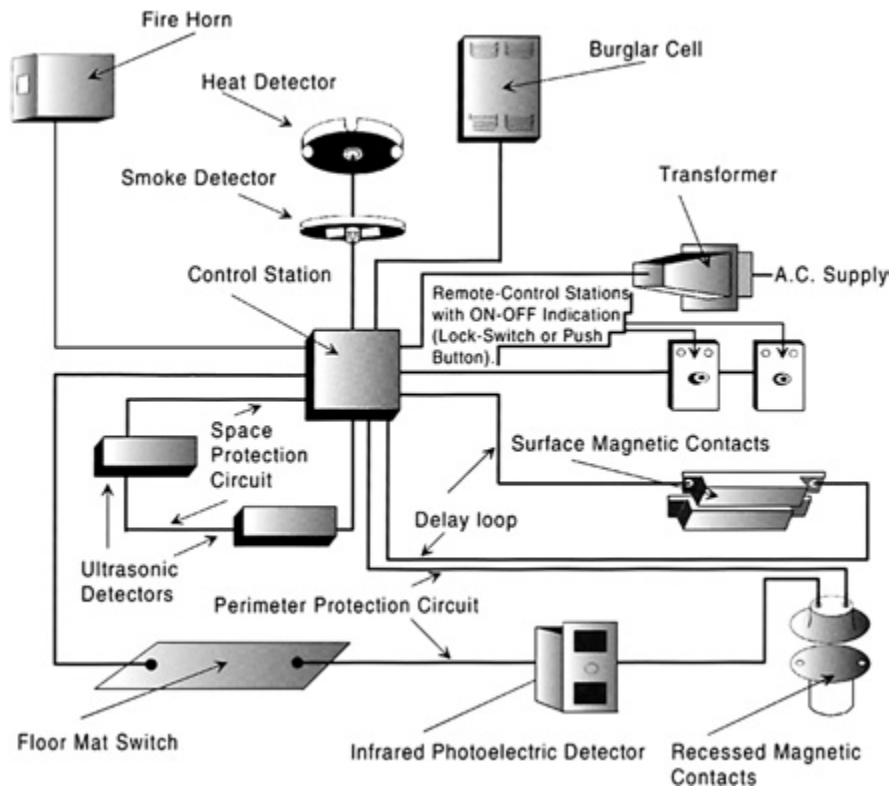 Fire Horn
Burglar Cell
Heat Detector
Smoke Detector
Transformer
Control Station
A.C. Supply
Remote-Control Stations
with ON-OFF Indication
(Lock-Switch or Push
Button).
Space
Protection
Circuit
Surface Magnetic Contacts
Delay loop
Ultrasonic
Detectors
Perimeter Protection Circuit
Floor Mat Switch
Infrared Photoelectric Detector
Recessed Magnetic
Contacts